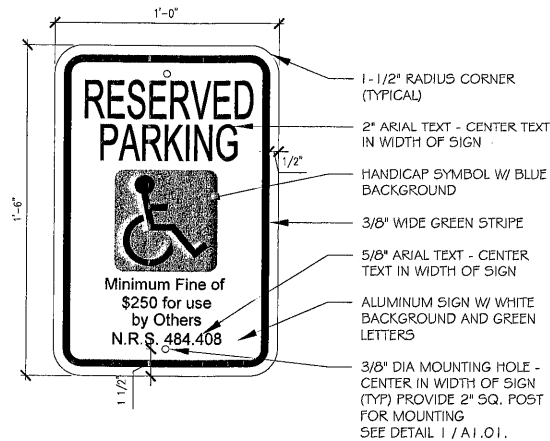 1'-0"
1'-6"
RESERVED
PARKING
Minimum Fine of
$250 for use
by Others
N.R.S. 484.408
1 1/2"
1/2"
1-1/2" RADIUS CORNER
(TYPICAL)
2" ARIAL TEXT - CENTER TEXT
IN WIDTH OF SIGN
HANDICAP SYMBOL W/ BLUE
BACKGROUND
3/8" WIDE GREEN STRIPE
5/8" ARIAL TEXT - CENTER
TEXT IN WIDTH OF SIGN
ALUMINUM SIGN W/ WHITE
BACKGROUND AND GREEN
LETTERS
3/8" DIA MOUNTING HOLE -
CENTER IN WIDTH OF SIGN
(TYP) PROVIDE 2" SQ. POST
FOR MOUNTING
SEE DETAIL 1 / A1.01.